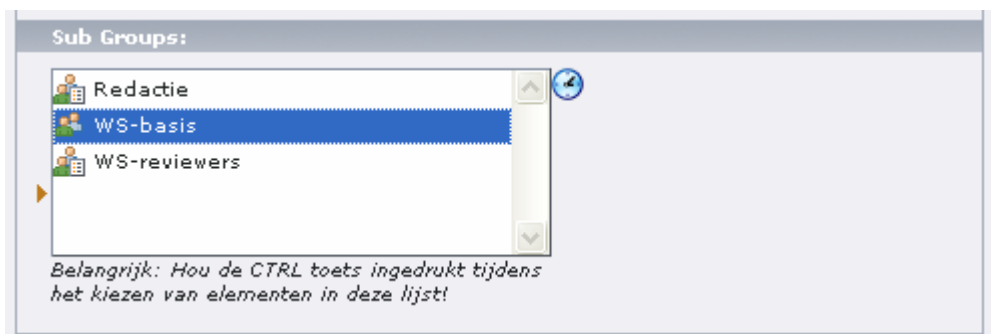 Sub Groups:
Redactie
WS-basis
WS-reviewers
Belangrijk: Hou de CTRL toets ingedrukt tijdens
het kiezen van elementen in deze lijst!